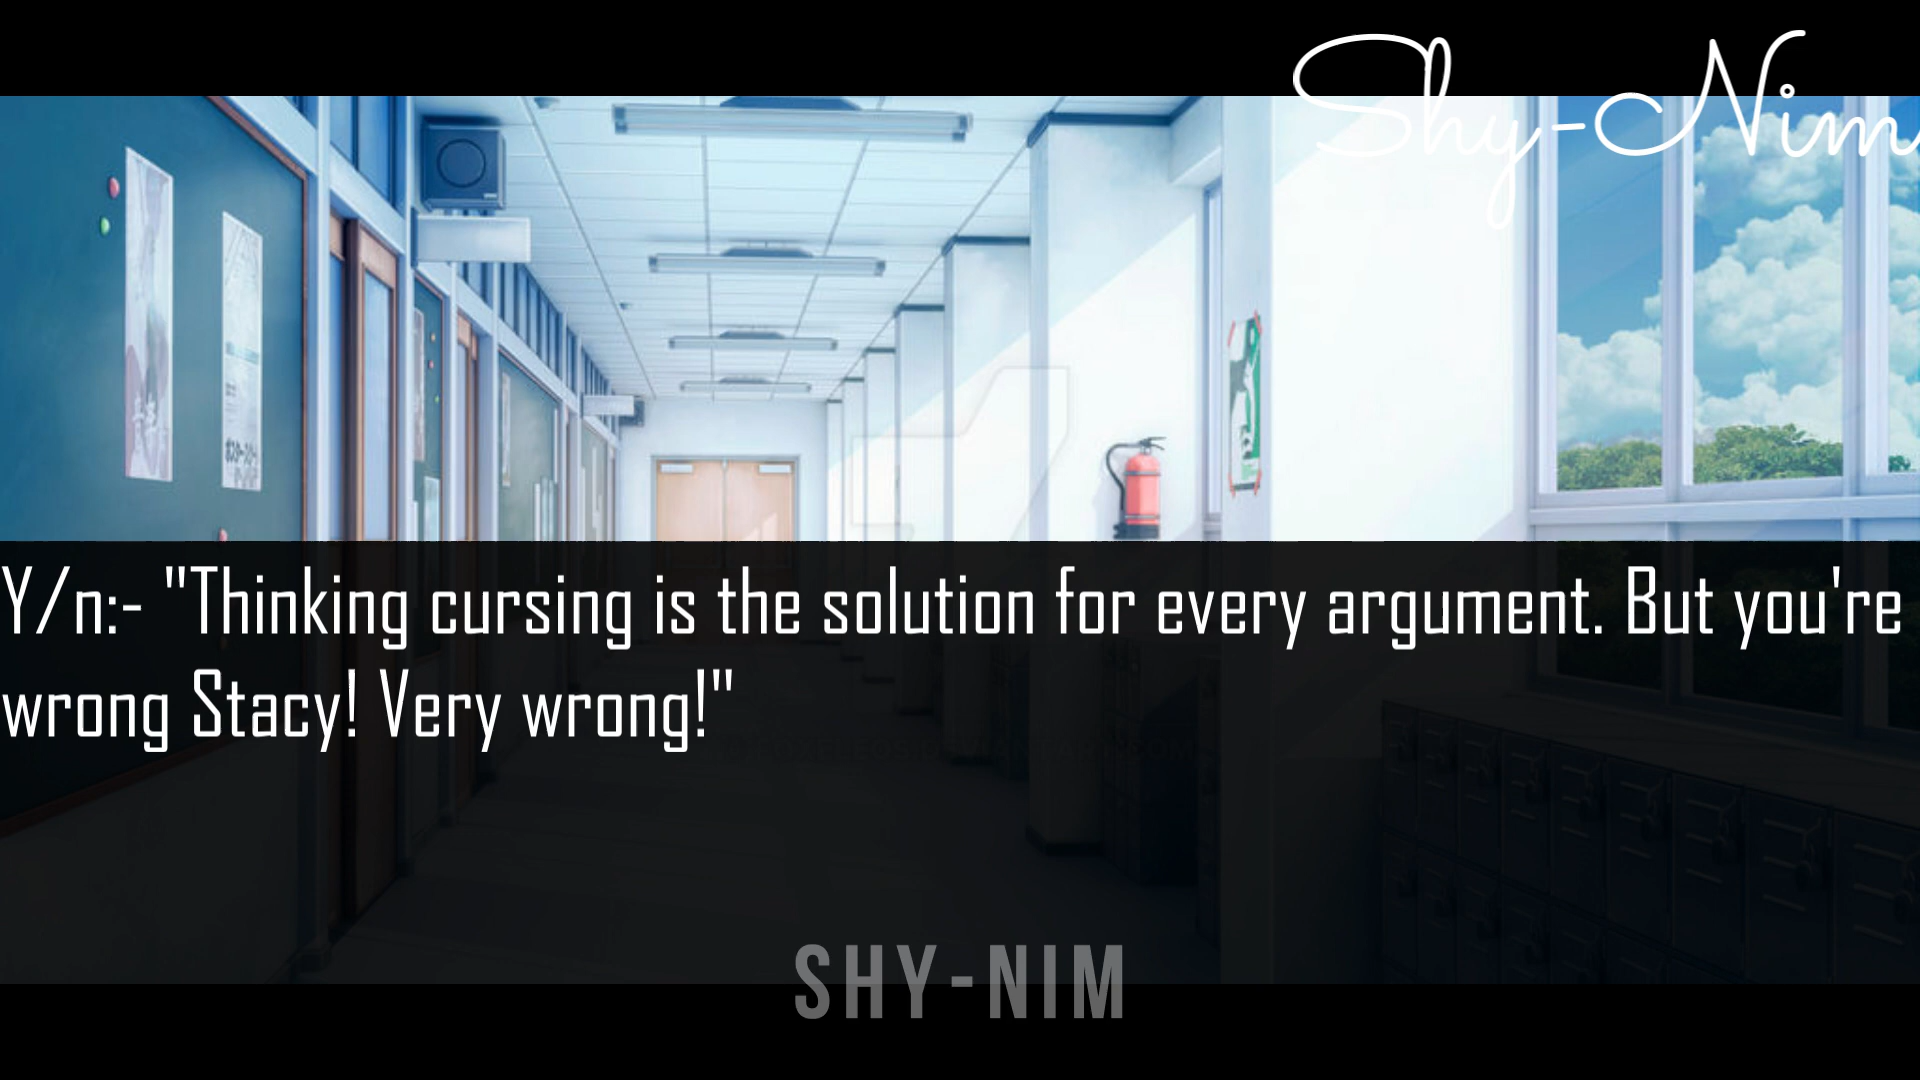 Shy-Nim
Y/n:- "Thinking cursing is the solution for every argument. But you're
wrong Stacy! Very wrong!"
SHY-NIM